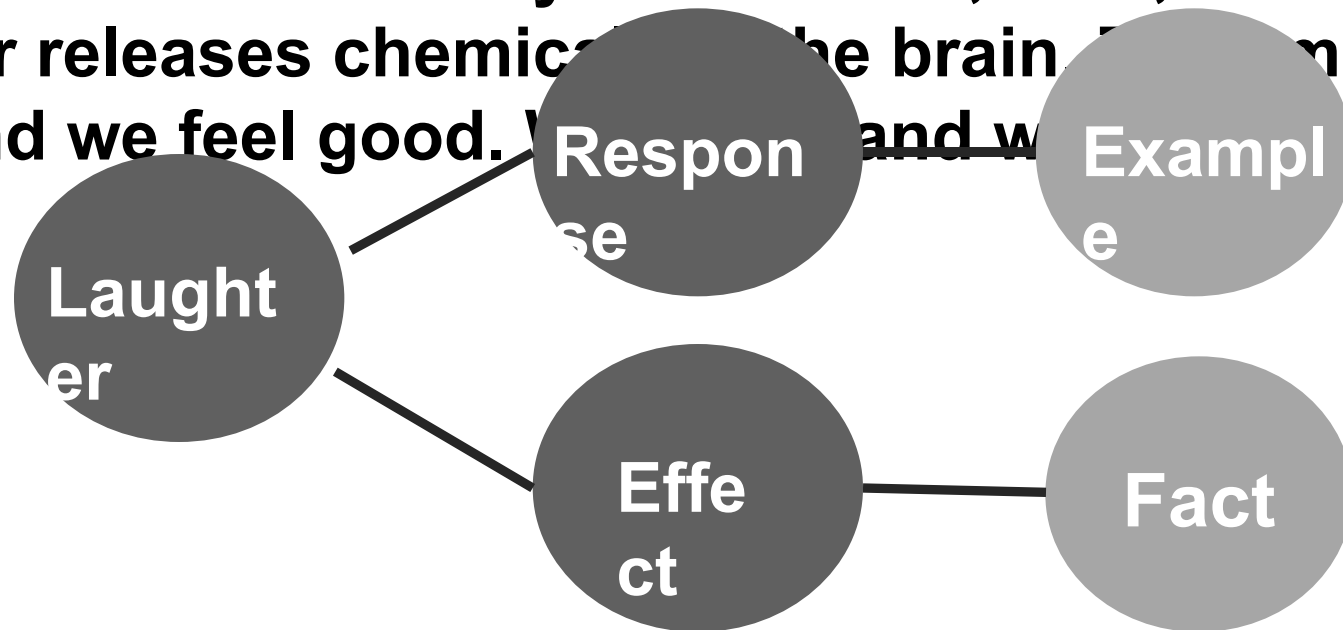 releases chemic he brain.
we feel good. and
Respon
se
Exampl
e
Laught
er
Effe
ct
Fact